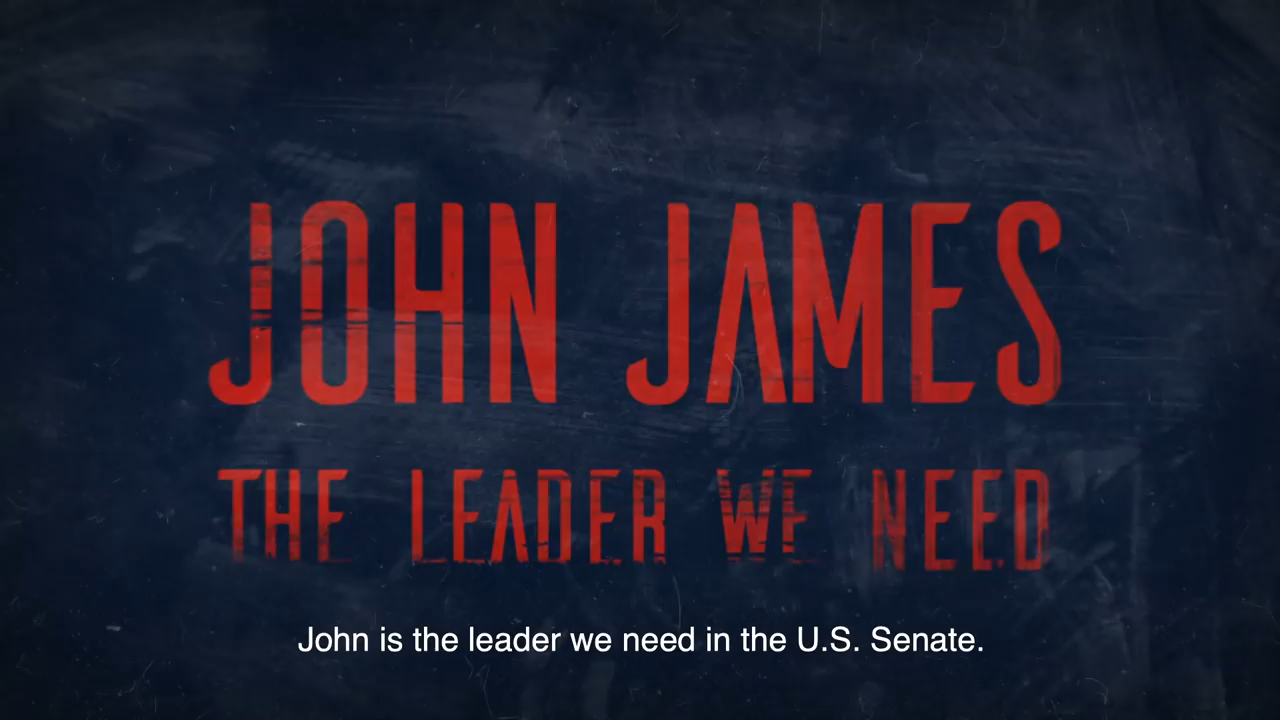 JOHN JAMES
THE LEADER WE NEED
John is the leader we need in the U.S. Senate.